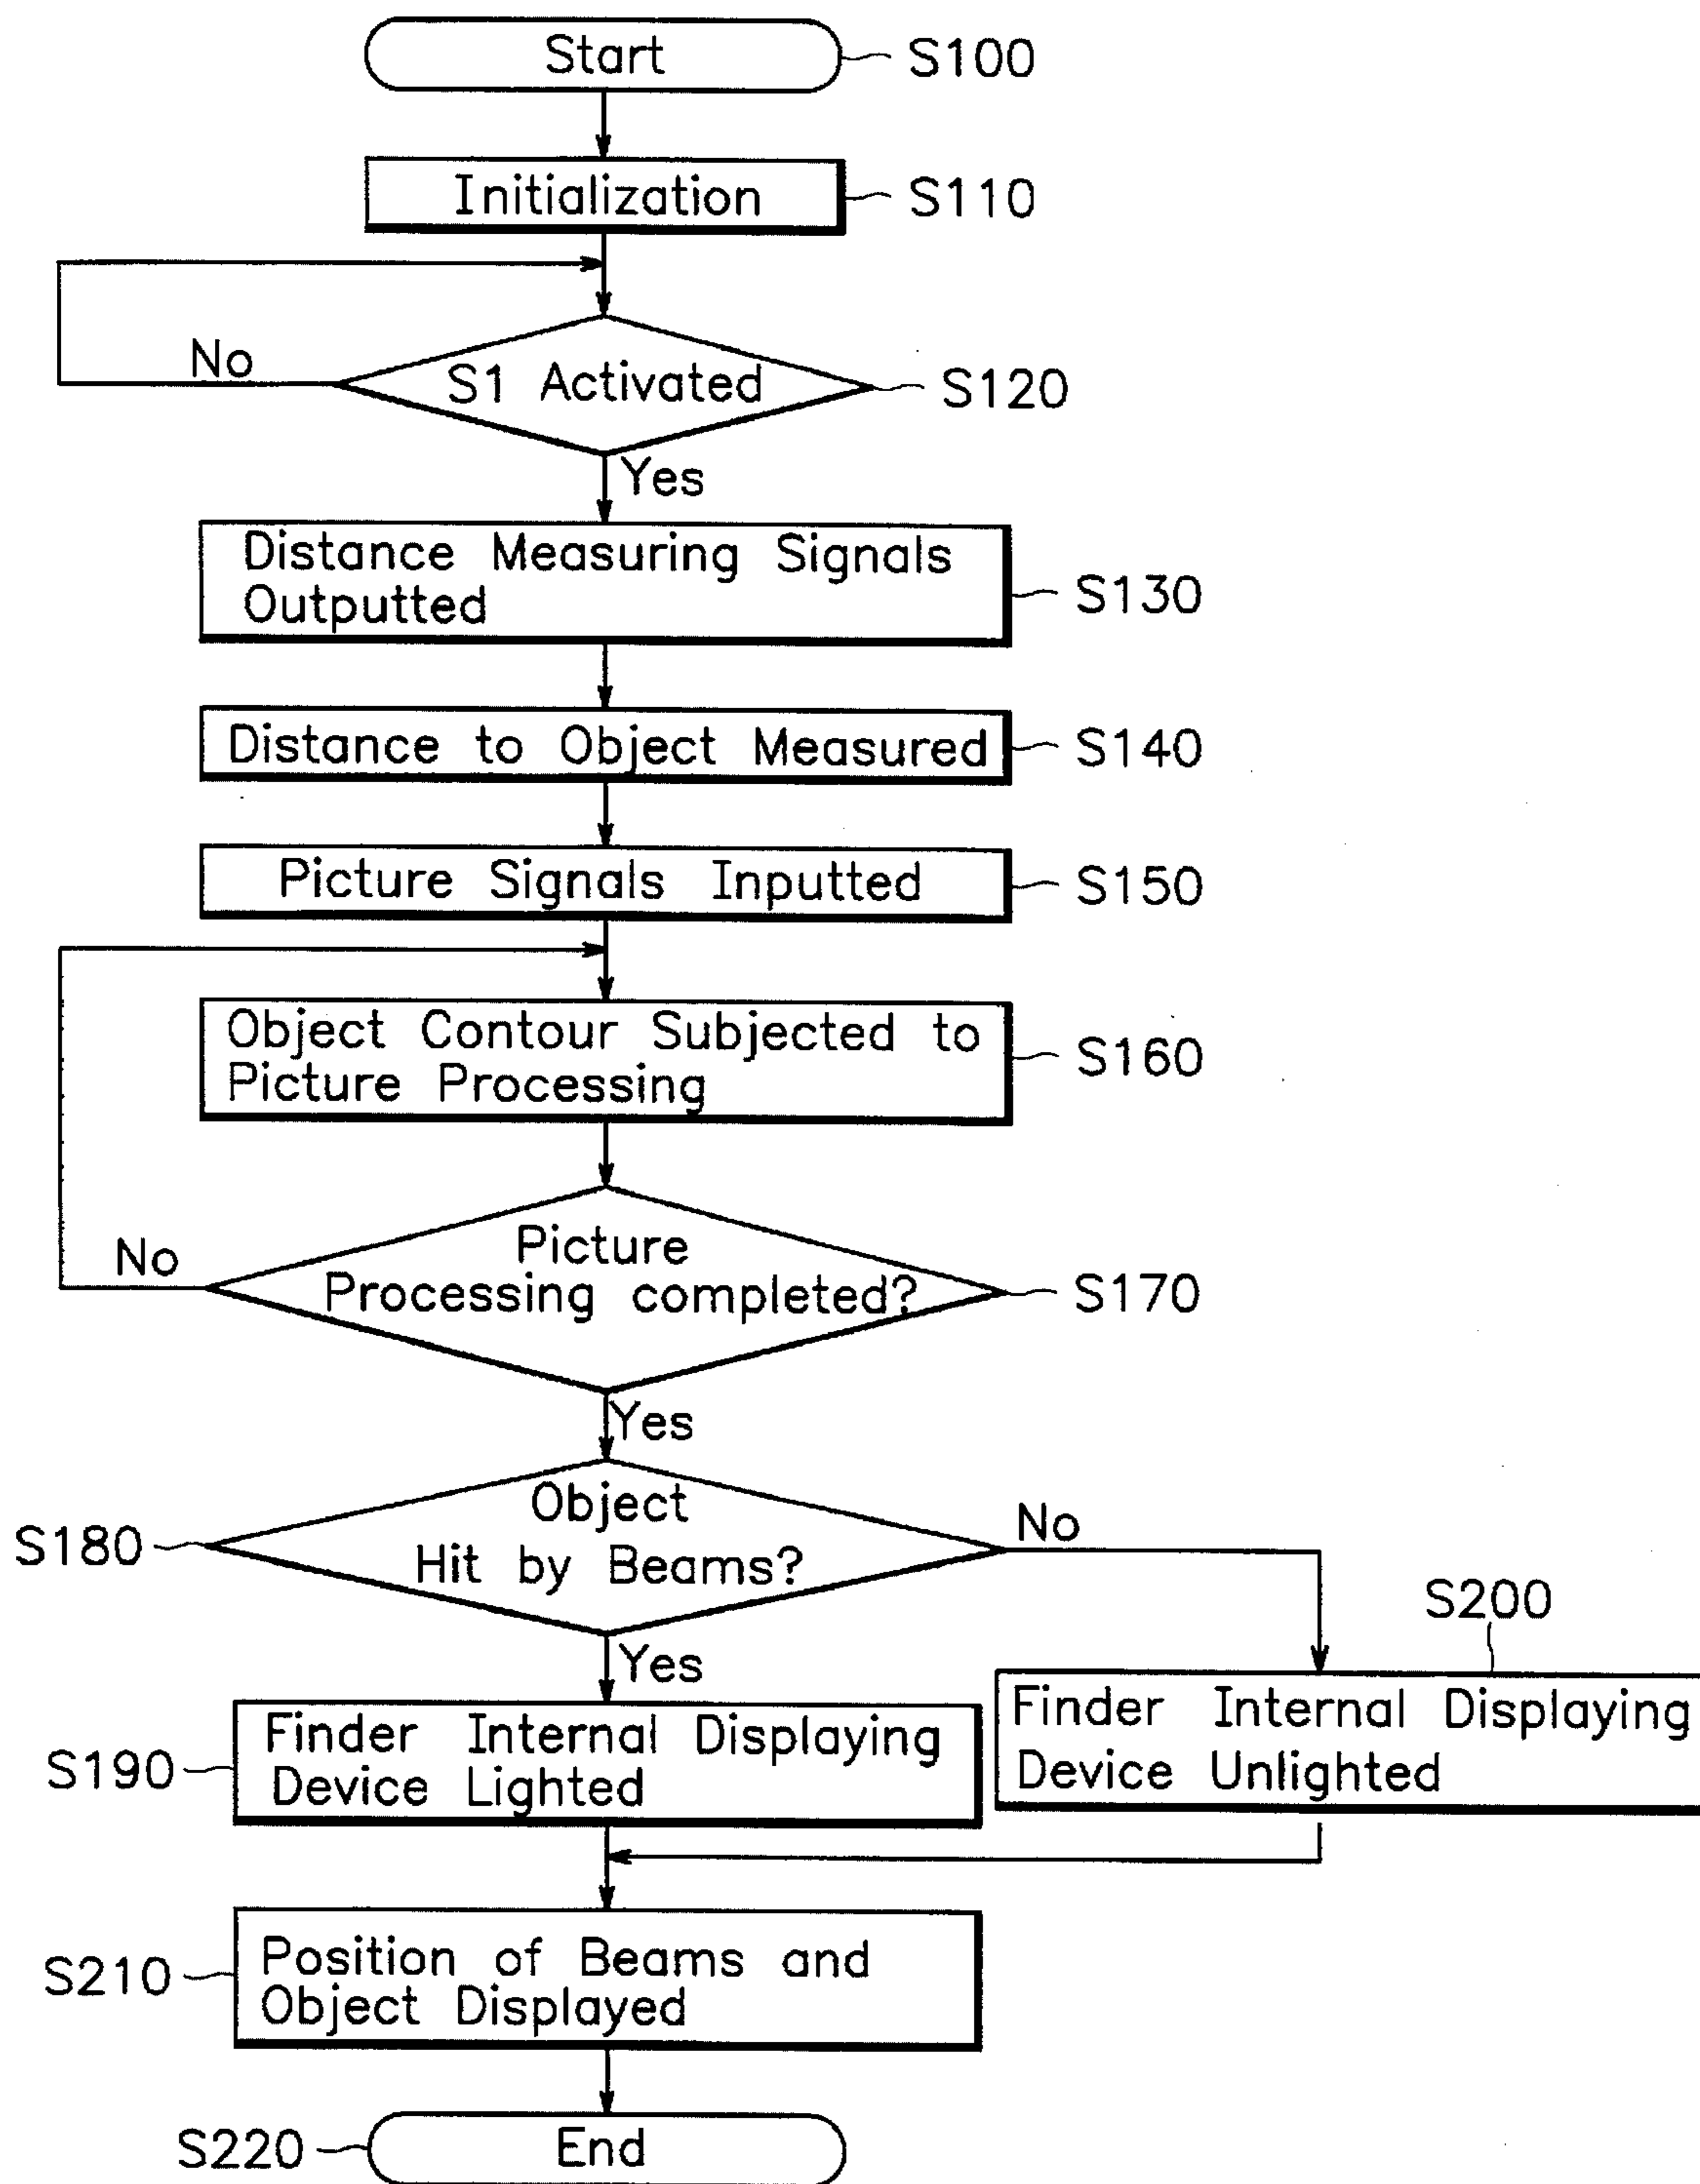 Start
S100
Initialization
S110
No
S1 Activated
S120
Yes
Distance Measuring Signals
Outputted
S130
Distance to Object Measured
S140
Picture Signals Inputted
S150
Object Contour Subjected to
Picture Processing
S160
No
Picture
Processing completed?
S170
Yes
S180
Object
Hit by Beams?
No
S200
Yes
Finder Internal Displaying
Device Unlighted
S190
Finder Internal Displaying
Device Lighted
S210
Position of Beams and
Object Displayed
S220
End